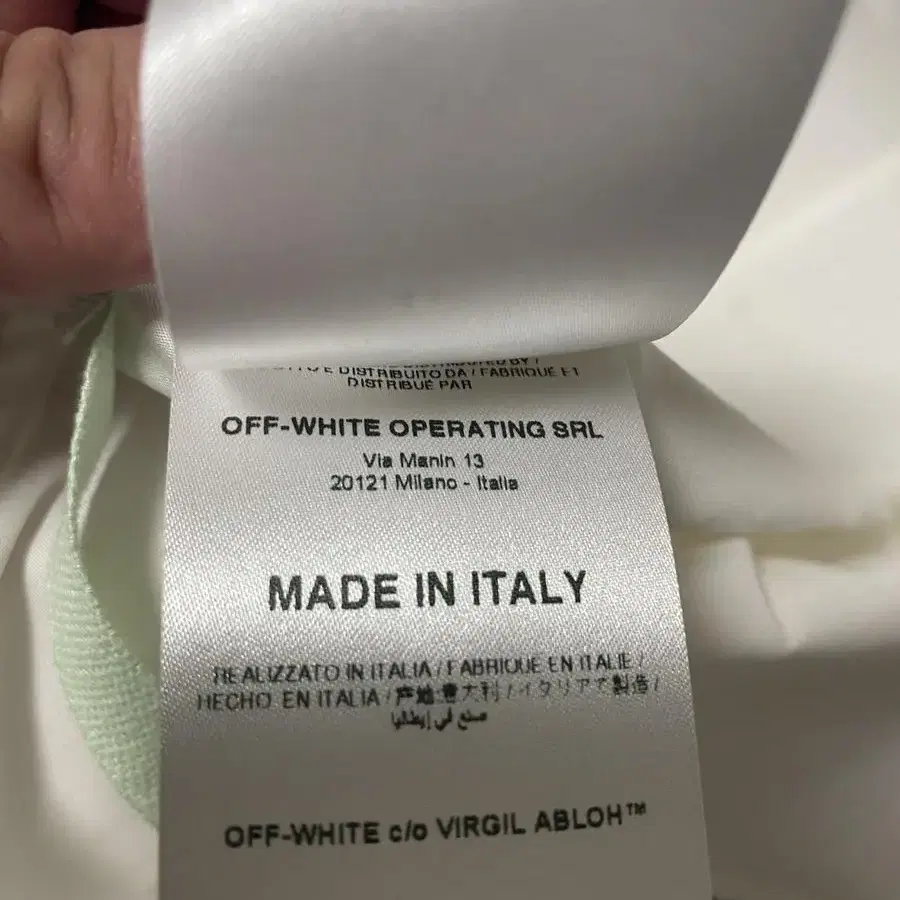 E DISTRIBUITO DA / FABRIQUÉ ET
DISTRIBUÉ PAR
OFF-WHITE OPERATING SRL
Via Manin 13
20121 Milano - Italia
MADE IN ITALY
REALIZZATO IN ITALIA / FABRIQUE EN ITALIE /
HECHO EN ITALIA / 产地:意大利 / イタリアで製造 /
صنع في إيطاليا
OFF-WHITE c/o VIRGIL ABLOH™